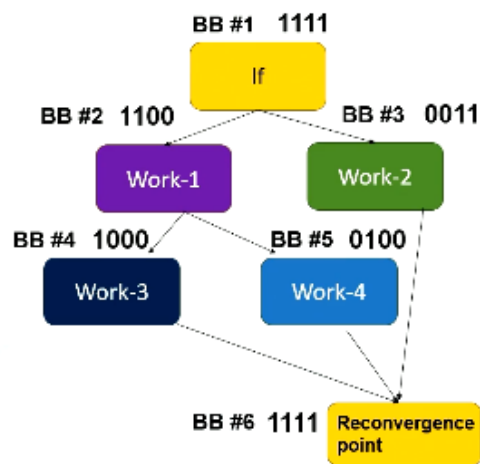 BB #1 1111
If
BB #2 1100
BB #3 0011
Work-1
Work-2
BB #4 1000
BB #5 0100
Work-3
Work-4
BB #6 1111
Reconvergence
point